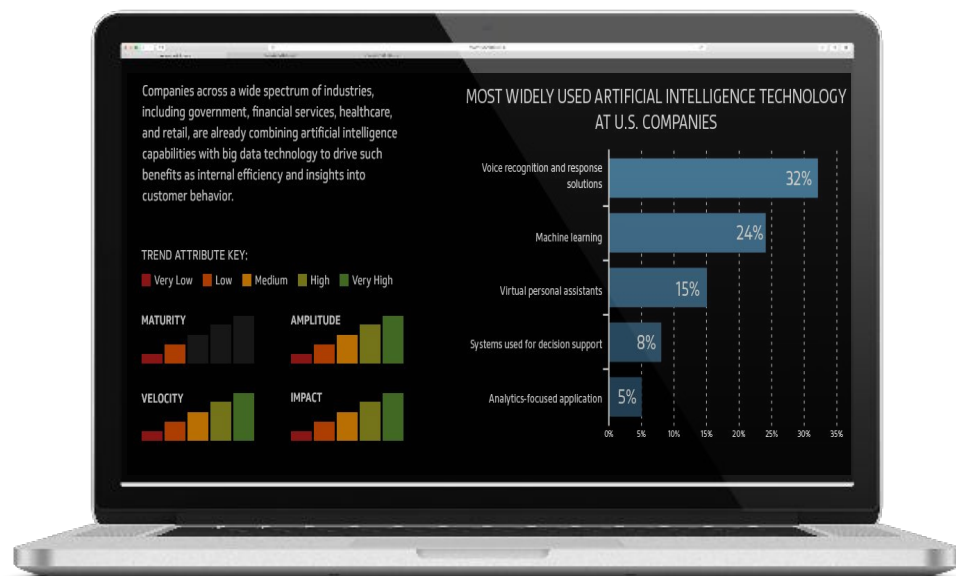 Companies across a wide spectrum of industries,
including government, financial services, healthcare,
and retail, are already combining artificial intelligence
capabilities with big data technology to drive such
benefits as internal efficiency and insights into
customer behavior.
TREND ATTRIBUTE KEY:
Very Low Low Medium High Very High
MATURITY
AMPLITUDE
VELOCITY
IMPACT
MOST WIDELY USED ARTIFICIAL INTELLIGENCE TECHNOLOGY
AT U.S. COMPANIES
Voice recognition and response
solutions
32%
Machine learning
24%
Virtual personal assistants
15%
Systems used for decision support
8%
Analytics-focused application
5%
0% 5% 10% 15% 20% 25% 30% 35%